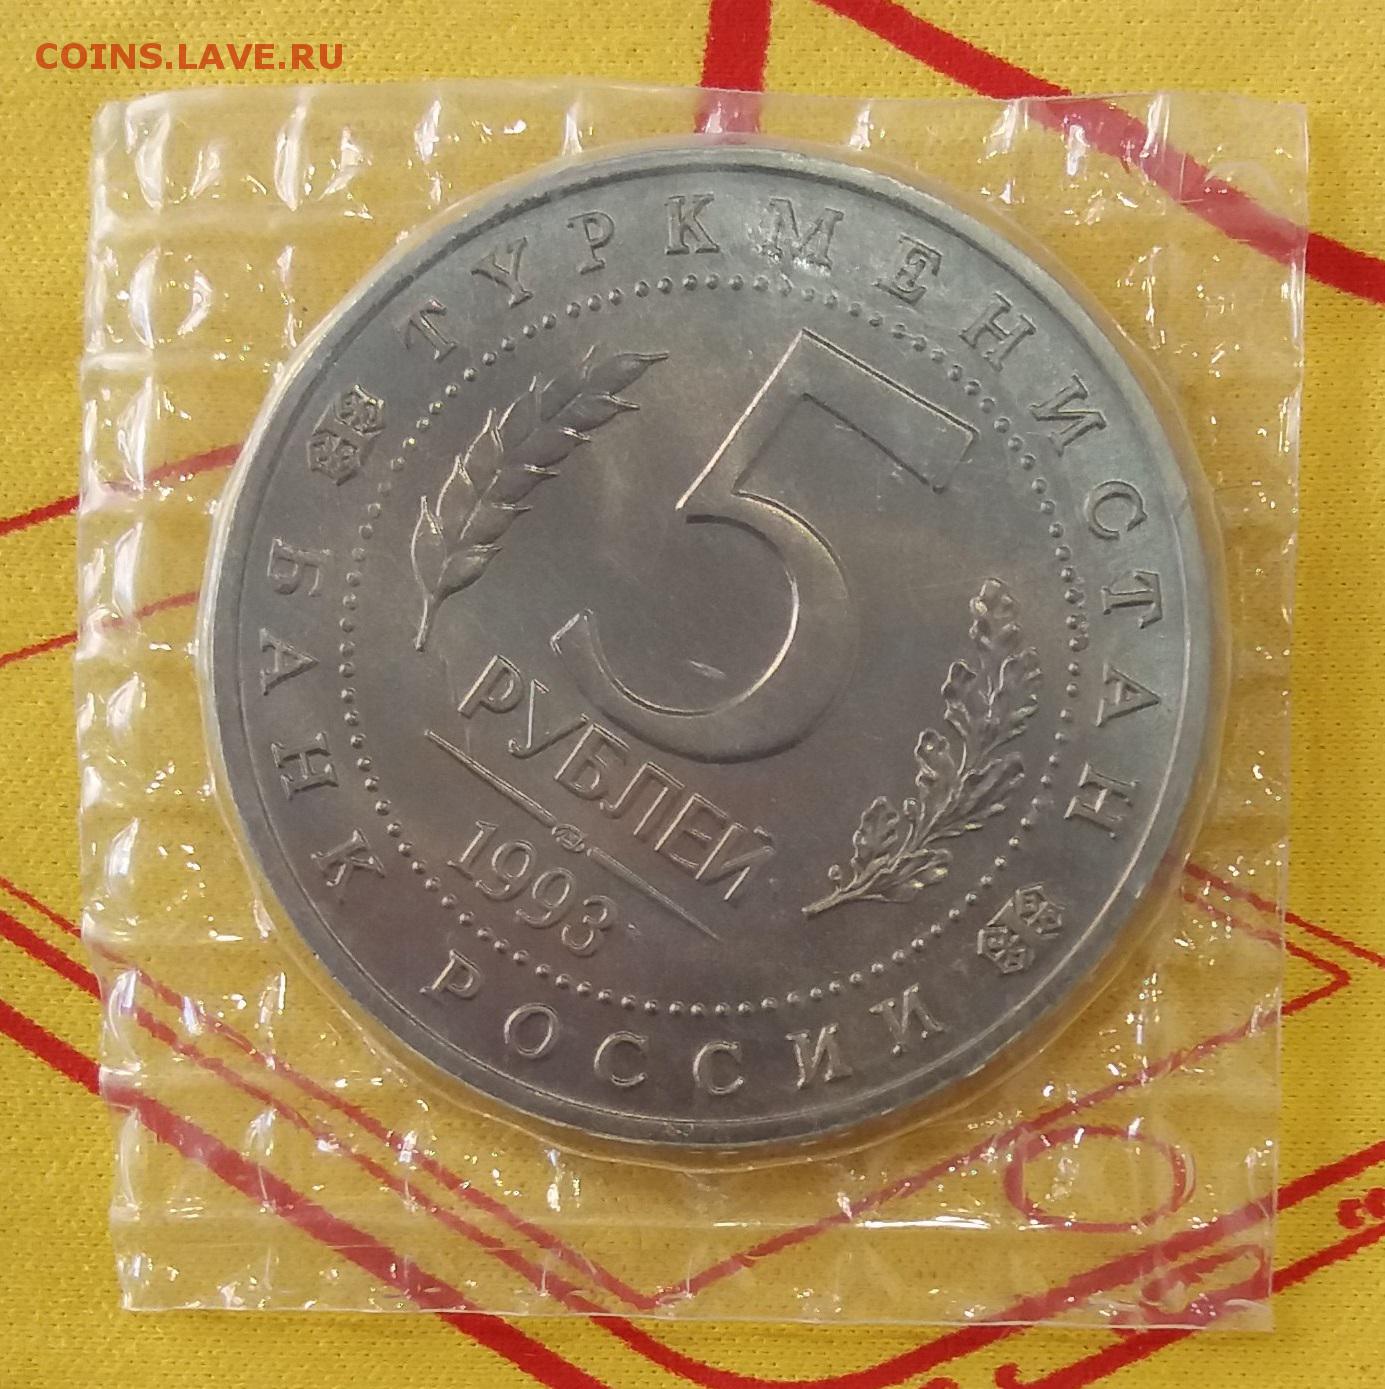 COINS.LAVE.RU
ТУРКМЕНИСТАН
5
РУБЛЕЙ
1993
БАНК РОССИИ